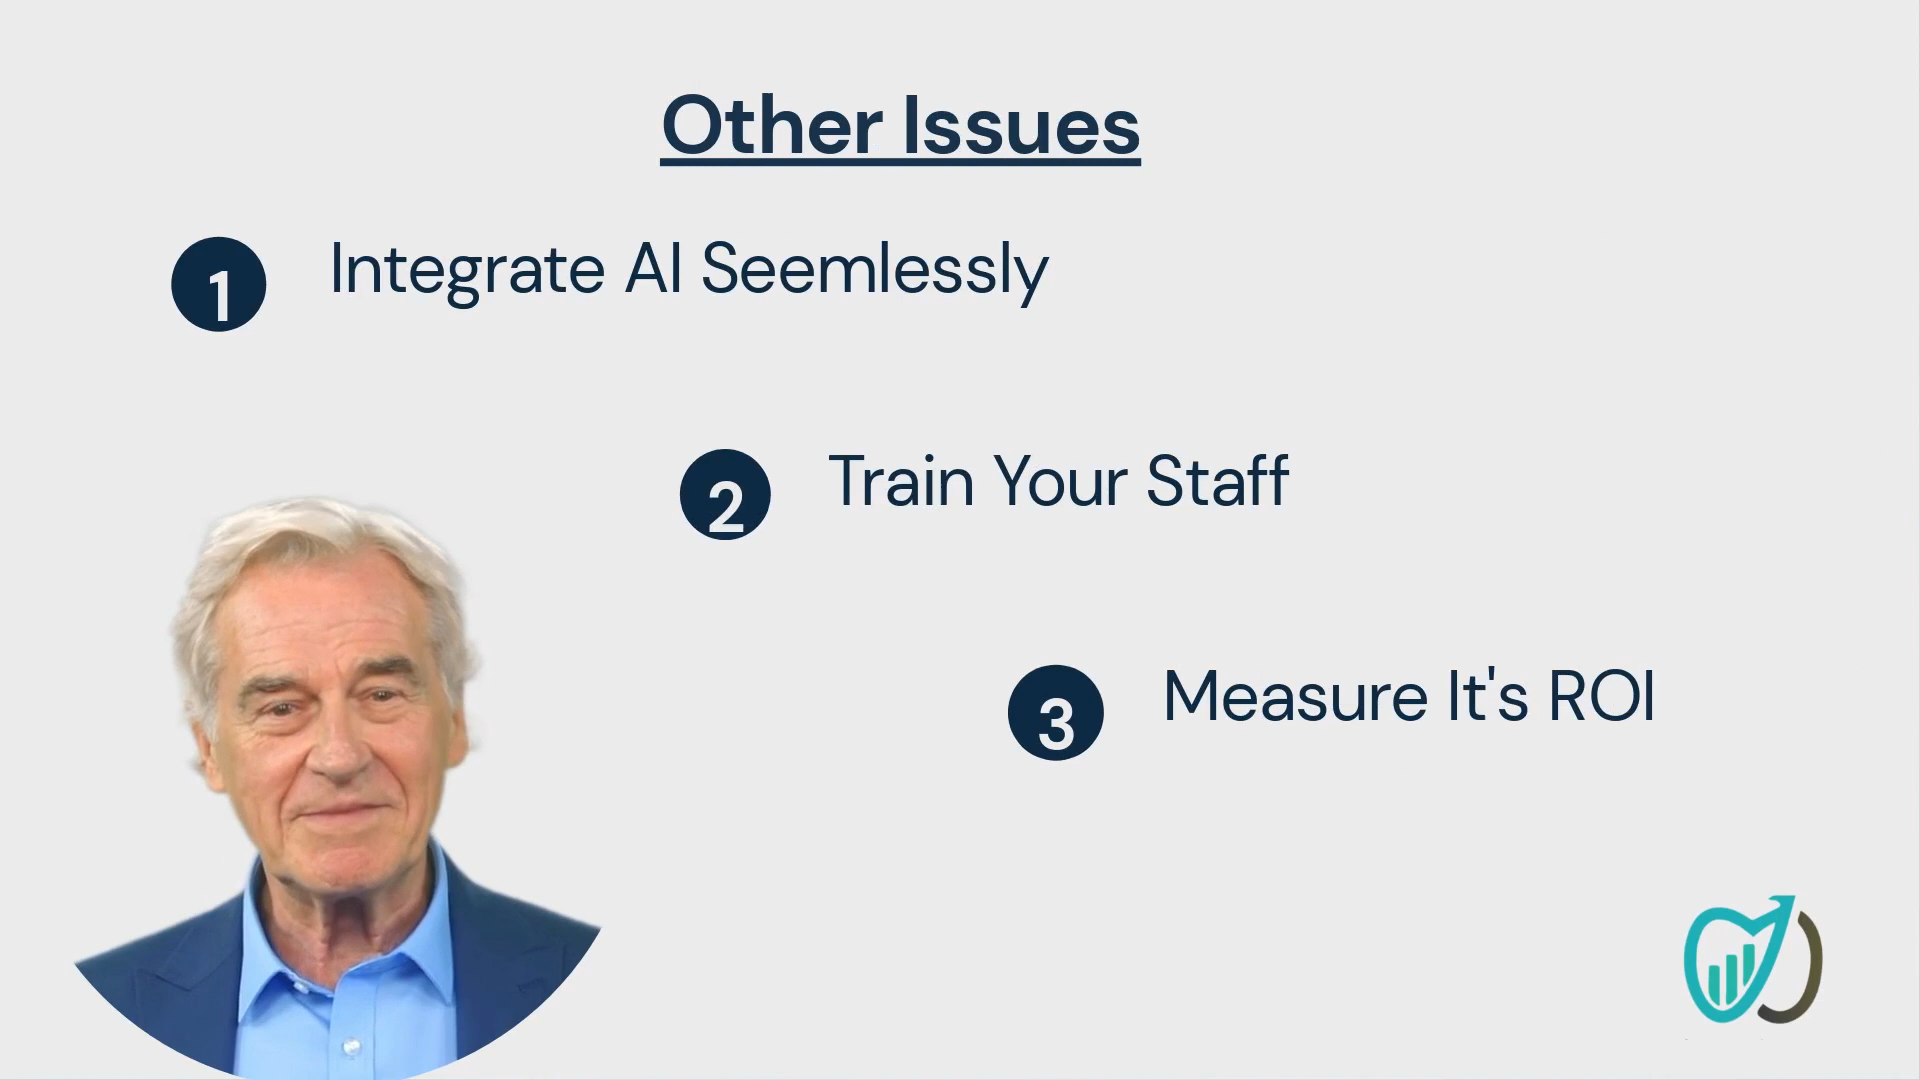 Other Issues
1 Integrate AI Seemlessly
2 Train Your Staff
3 Measure It's ROI